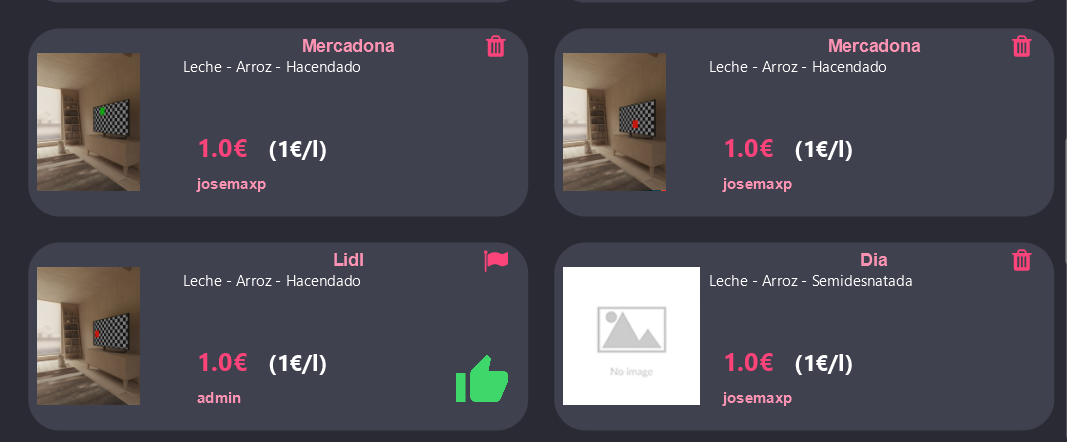 Mercadona
Leche - Arroz - Hacendado
1.0€ (1€/l)
josemaxp
Mercadona
Leche - Arroz - Hacendado
1.0€ (1€/l)
josemaxp
Lidl
Leche - Arroz - Hacendado
1.0€ (1€/l)
admin
Dia
Leche - Arroz - Semidesnatada
No image
1.0€ (1€/l)
josemaxp